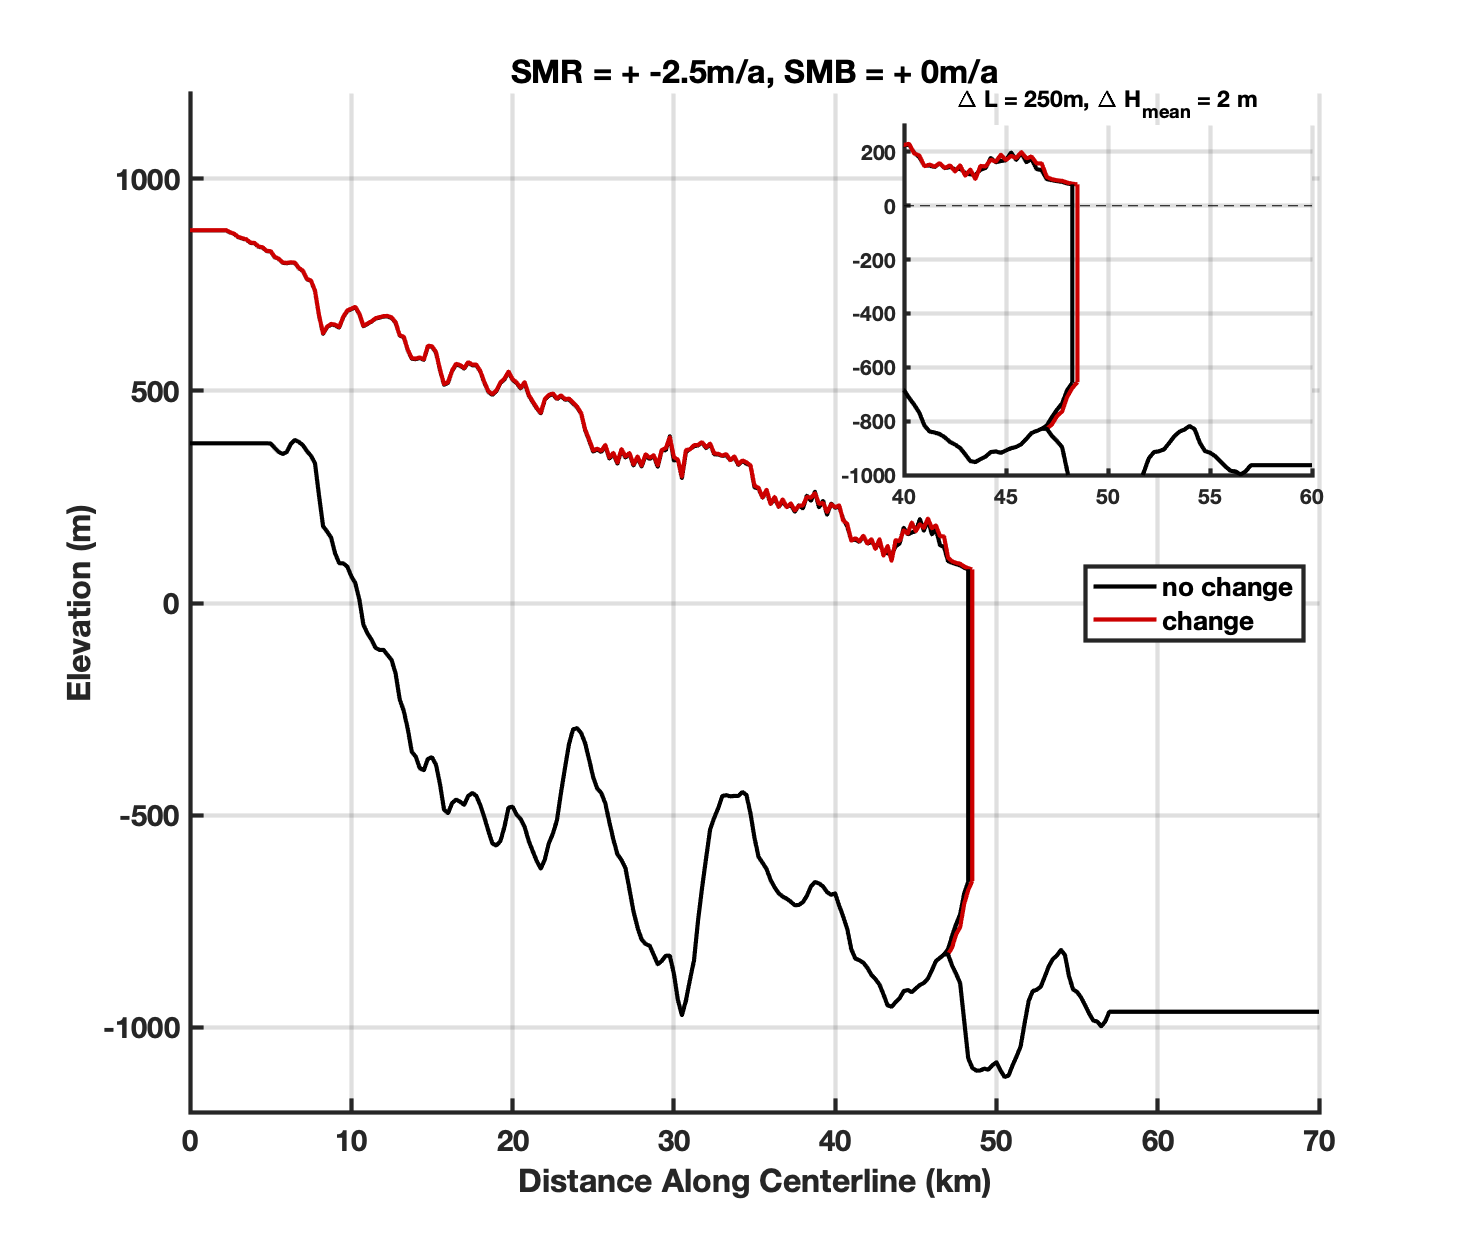 SMR = + -2.5m/a, SMB = + 0m/a
△ L = 250m, △ Hmean = 2 m
200
0
-200
-400
-600
-800
-1000
40 45 50 55 60
1000
500
0
-500
-1000
Elevation (m)
no change
change
0 10 20 30 40 50 60 70
Distance Along Centerline (km)